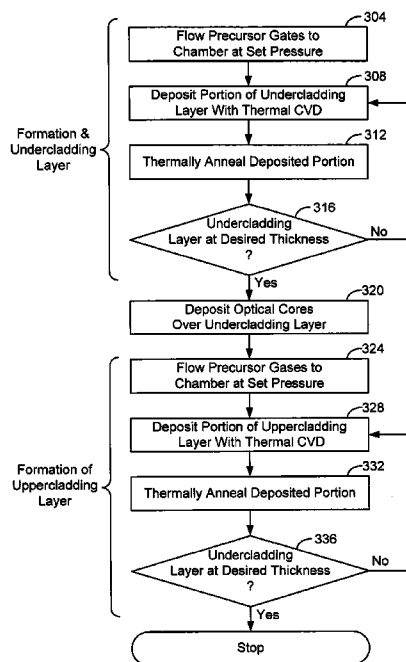 304
Flow Precursor Gates to
Chamber at Set Pressure
308
Deposit Portion of Undercladding
Layer With Thermal CVD
Formation &
Undercladding
Layer
312
Thermally Anneal Deposited Portion
316
Undercladding
Layer at Desired Thickness
?
No
Yes
320
Deposit Optical Cores
Over Undercladding Layer
324
Flow Precursor Gases to
Chamber at Set Pressure
328
Deposit Portion of Uppercladding
Layer With Thermal CVD
Formation of
Uppercladding
Layer
332
Thermally Anneal Deposited Portion
336
Undercladding
Layer at Desired Thickness
?
No
Yes
Stop